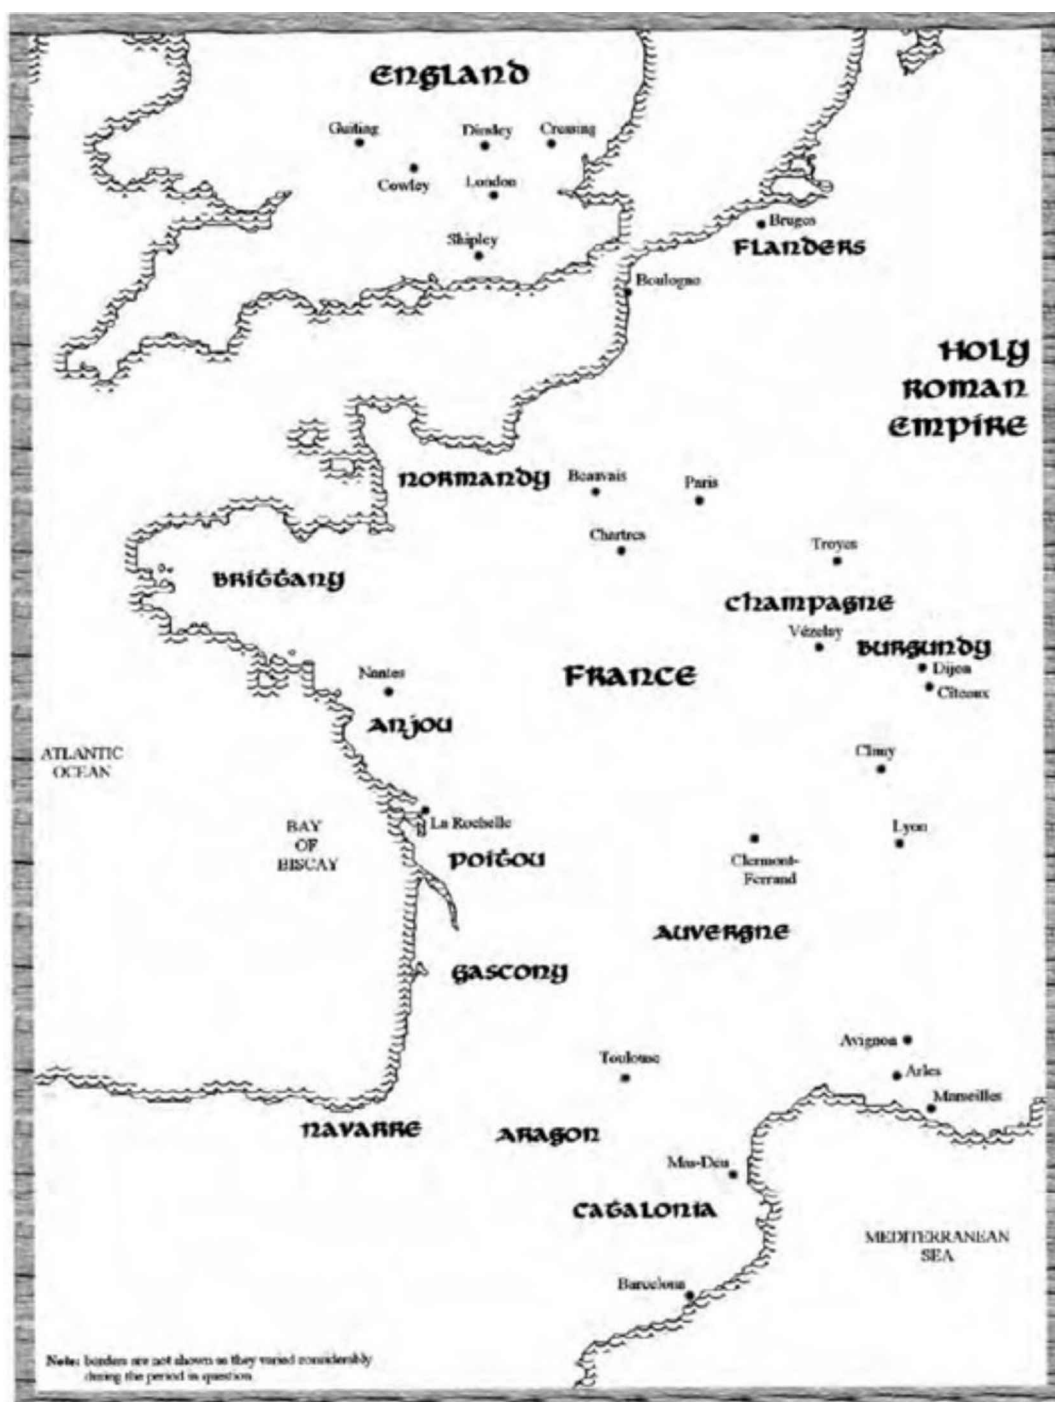 ENGLAND
Guiting
Dinsley
Cressing
Cowley
London
Shipley
Bruges
FLANDERS
Boulogne
HOLY
ROMAN
EMPIRE
NORMANDY
Beauvais
Paris
Chartres
Troyes
BRITTANY
CHAMPAGNE
Vézelay
BURGUNDY
Dijon
Cîteaux
FRANCE
Nantes
ANJOU
ATLANTIC
OCEAN
Cluny
BAY
OF
BISCAY
La Rochelle
Lyon
POITOU
Clermont-
Ferrand
AUVERGNE
GASCONY
Avignon
Toulouse
Arles
Marseilles
NAVARRE
ARAGON
Mas-Deu
CATALONIA
MEDITERRANEAN
SEA
Barcelona
Note: borders are not shown as they varied considerably
during the period in question